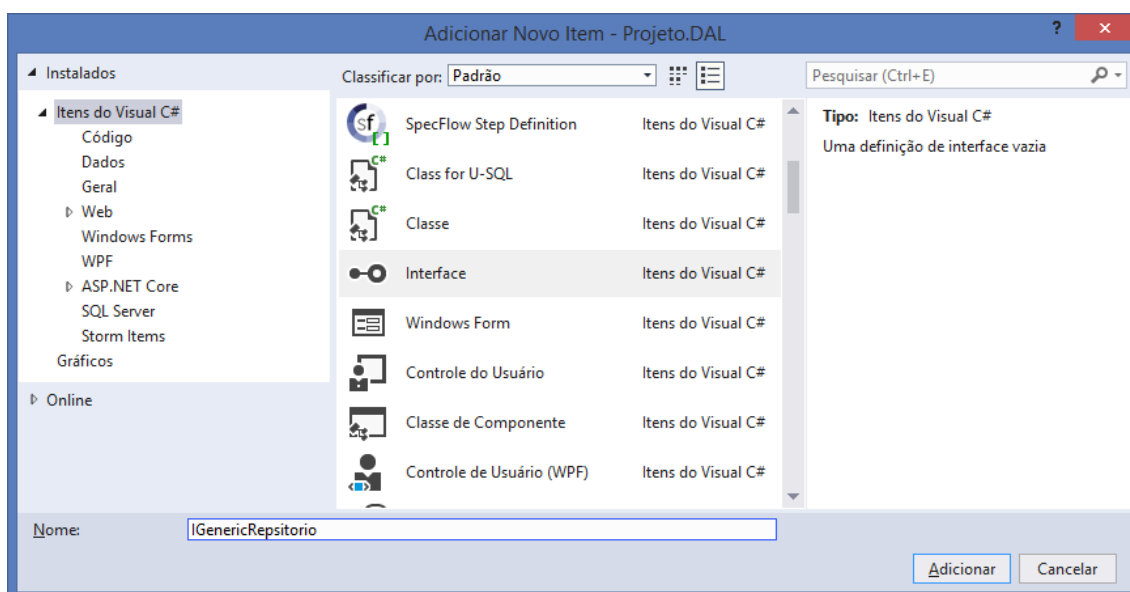 Adicionar Novo Item - Projeto.DAL
?
Instalados
Classificar por: Padrão
Pesquisar (Ctrl+E)
Itens do Visual C#
Código
Dados
Geral
Web
Windows Forms
WPF
ASP.NET Core
SQL Server
Storm Items
Gráficos
Online
SpecFlow Step Definition Itens do Visual C#
Class for U-SQL Itens do Visual C#
Classe Itens do Visual C#
Interface Itens do Visual C#
Windows Form Itens do Visual C#
Controle do Usuário Itens do Visual C#
Classe de Componente Itens do Visual C#
Controle de Usuário (WPF) Itens do Visual C#
Tipo: Itens do Visual C#
Uma definição de interface vazia
Nome: IGenericRepsitorio
Adicionar Cancelar